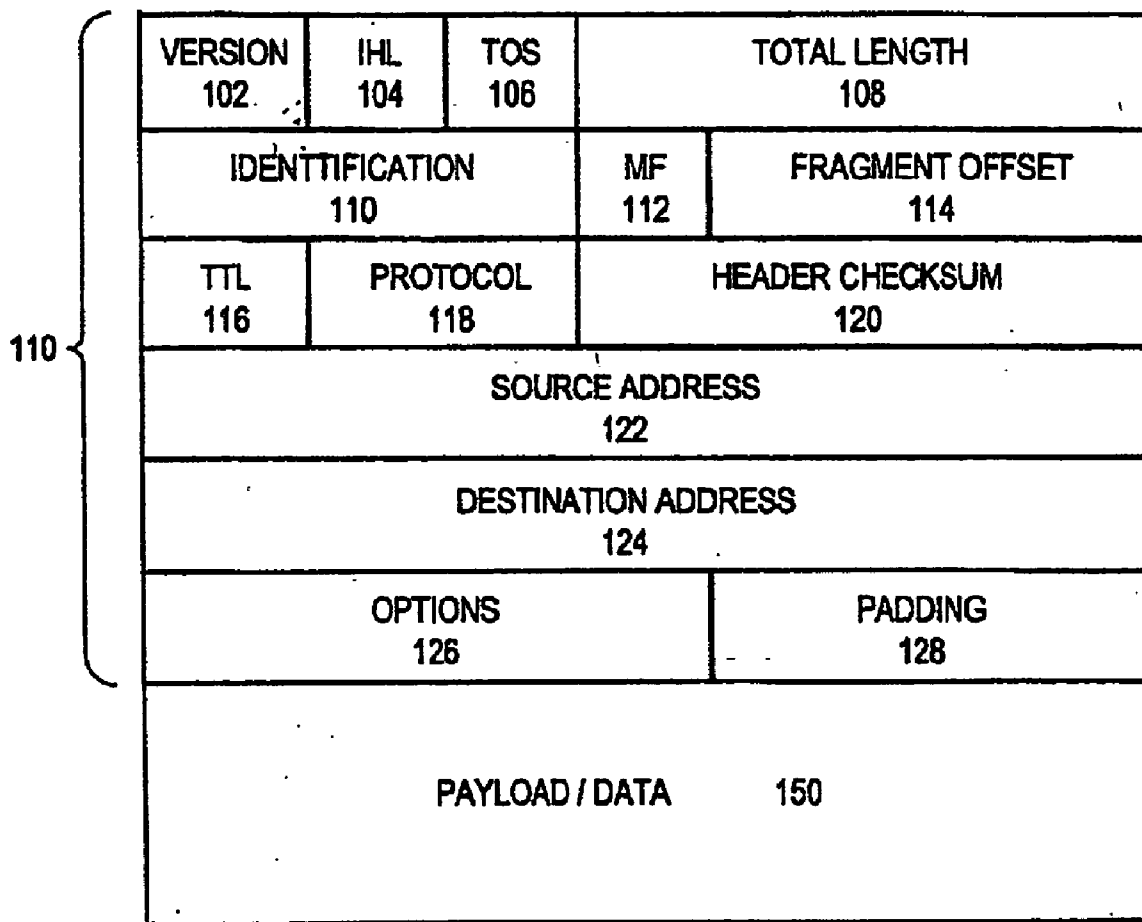 VERSION IHL TOS TOTAL LENGTH
102 104 106 108
IDENTTIFICATION MF FRAGMENT OFFSET
110 112 114
TTL PROTOCOL HEADER CHECKSUM
116 118 120
110
SOURCE ADDRESS
122
DESTINATION ADDRESS
124
OPTIONS PADDING
126 128
PAYLOAD / DATA 150